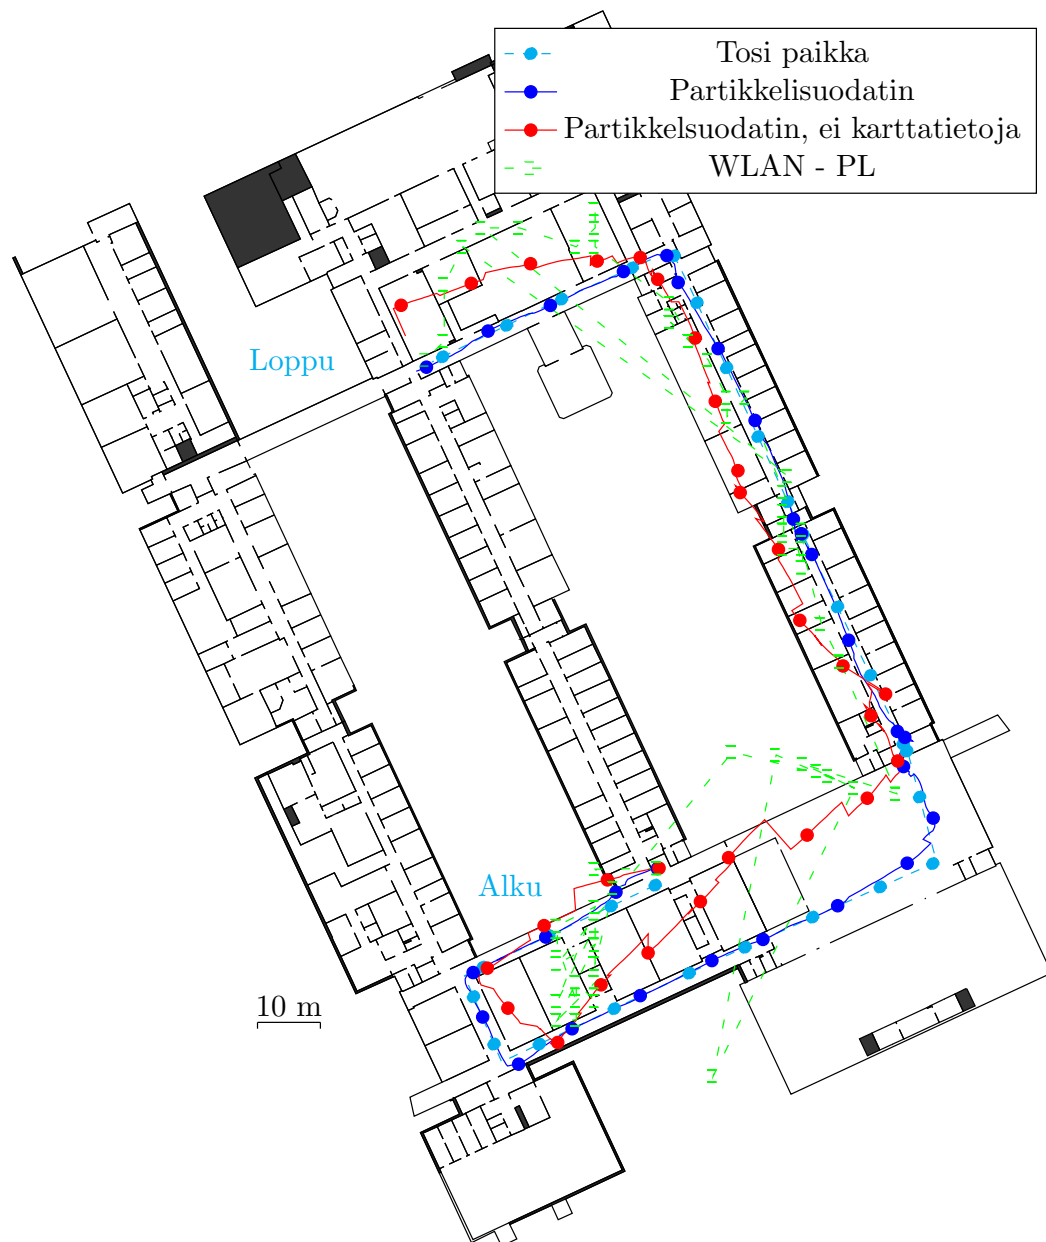 Tosi paikka
Partikkelisuodatin
Partikkelsuodatin, ei karttatietoja
WLAN - PL
Loppu
Alku
10 m